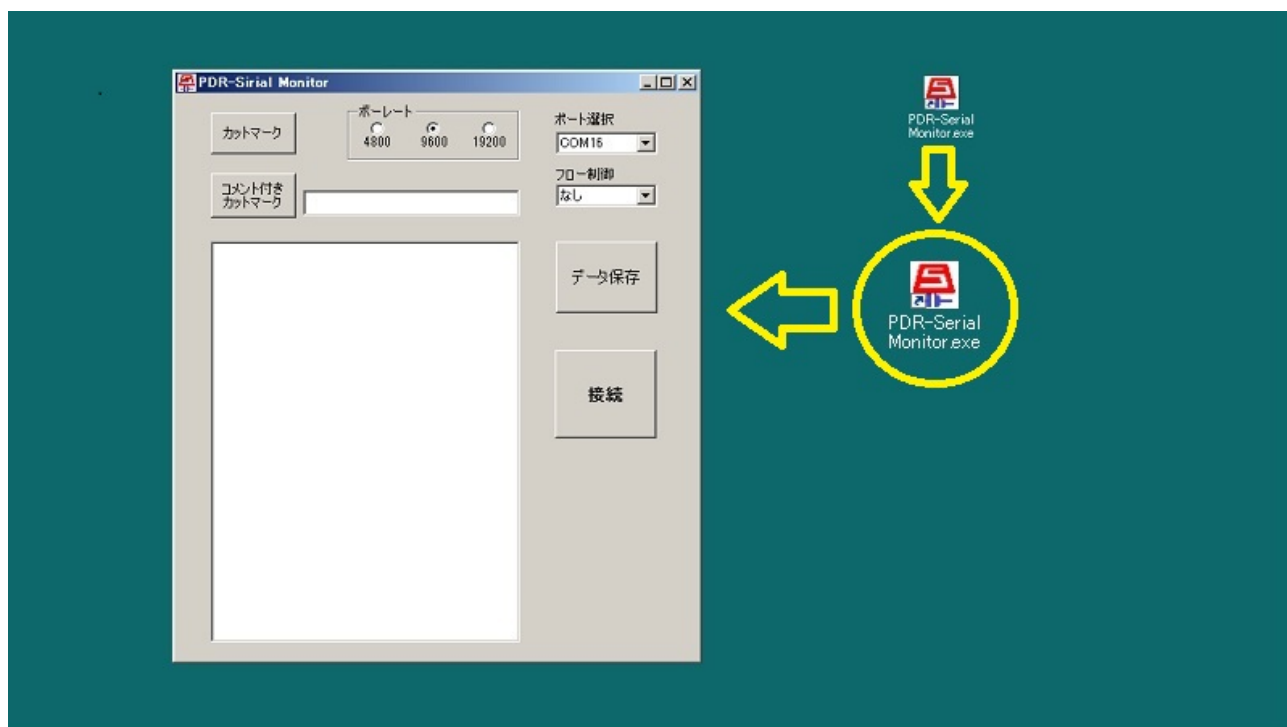 PDR-Sirial Monitor
カットマーク
ボーレート
4800 9600 19200
ポート選択
COM16
コメント付き
カットマーク
フロー制御
なし
データ保存
接続
PDR-Serial
Monitor.exe
PDR-Serial
Monitor.exe